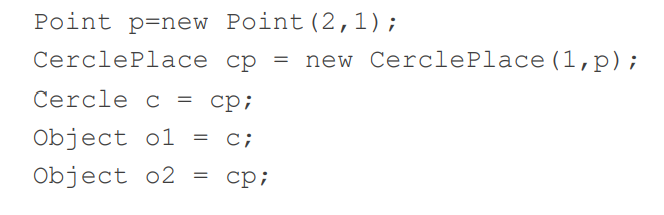 Point p=new Point(2,1);
CerclePlace cp = new CerclePlace(1,p);
Cercle c = cp;
Object o1 = c;
Object o2 = cp;